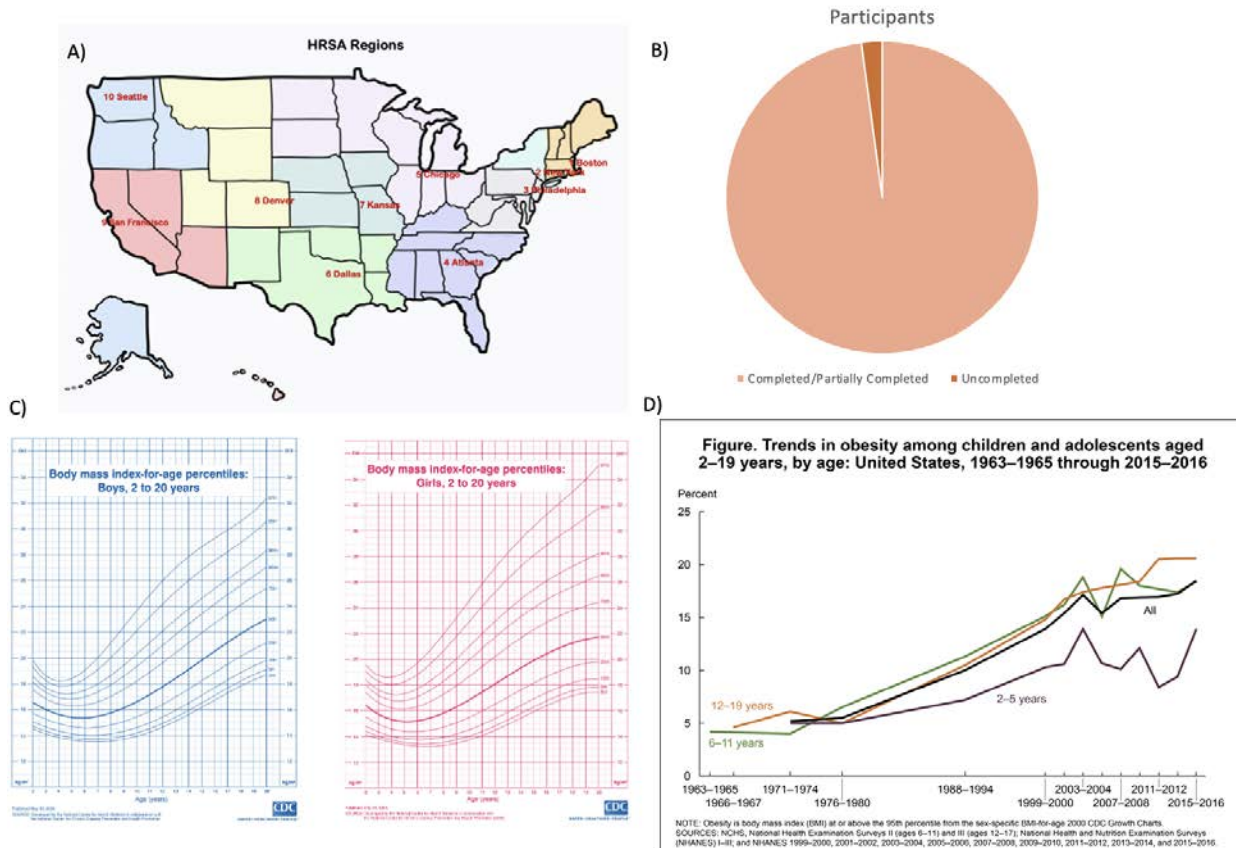 A)
HRSA Regions
10 Seattle
1 Boston
5 Chicago
2 New York
3 Philadelphia
8 Denver
7 Kansas
9 San Francisco
4 Atlanta
6 Dallas
B)
Participants
Completed/Partially Completed
Uncompleted
C)
Body mass index-for-age percentiles:
Boys, 2 to 20 years
Age (years)
CDC
Body mass index-for-age percentiles:
Girls, 2 to 20 years
Age (years)
CDC
D)
Figure. Trends in obesity among children and adolescents aged
2–19 years, by age: United States, 1963–1965 through 2015–2016
Percent
25
20
15
10
5
0
All
12–19 years
2–5 years
6–11 years
1963–1965
1966–1967
1971–1974
1976–1980
1988–1994
1999–2000
2003–2004
2007–2008
2011–2012
2015–2016
NOTE: Obesity is body mass index (BMI) at or above the 95th percentile from the sex-specific BMI-for-age 2000 CDC Growth Charts.
SOURCES: NCHS, National Health Examination Surveys II (ages 6–11) and III (ages 12–17); National Health and Nutrition Examination Surveys
(NHANES) I–III; and NHANES 1999–2000, 2001–2002, 2003–2004, 2005–2006, 2007–2008, 2009–2010, 2011–2012, 2013–2014, and 2015–2016.